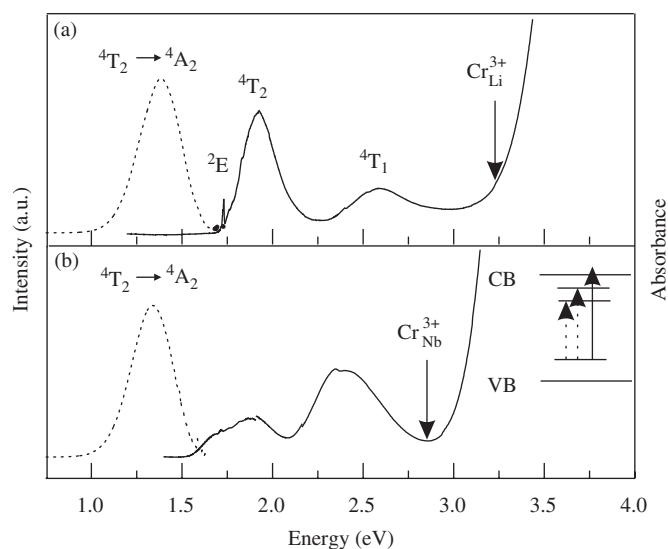 (a)
⁴T₂ → ⁴A₂
⁴T₂
Cr³⁺Li
²E
⁴T₁
Intensity (a.u.)
Absorbance
(b)
⁴T₂ → ⁴A₂
CB
Cr³⁺Nb
VB
1.0 1.5 2.0 2.5 3.0 3.5 4.0
Energy (eV)